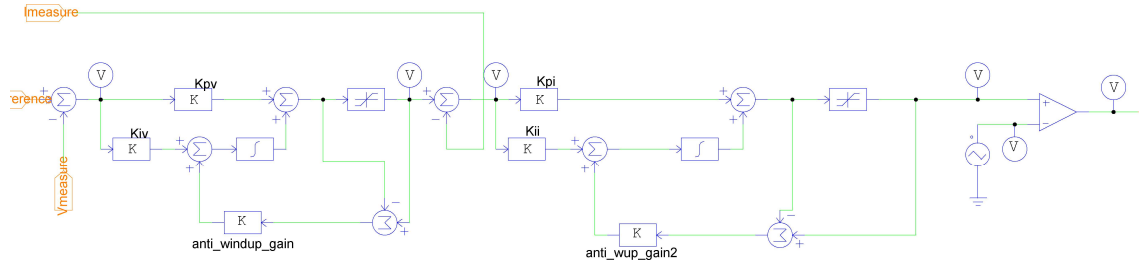 Imeasure
V
V
V
V
V
Kpv
Kpi
erence
K
K
Kiv
Kii
K
K
V
Vmeasure
K
K
anti_windup_gain
anti_wup_gain2